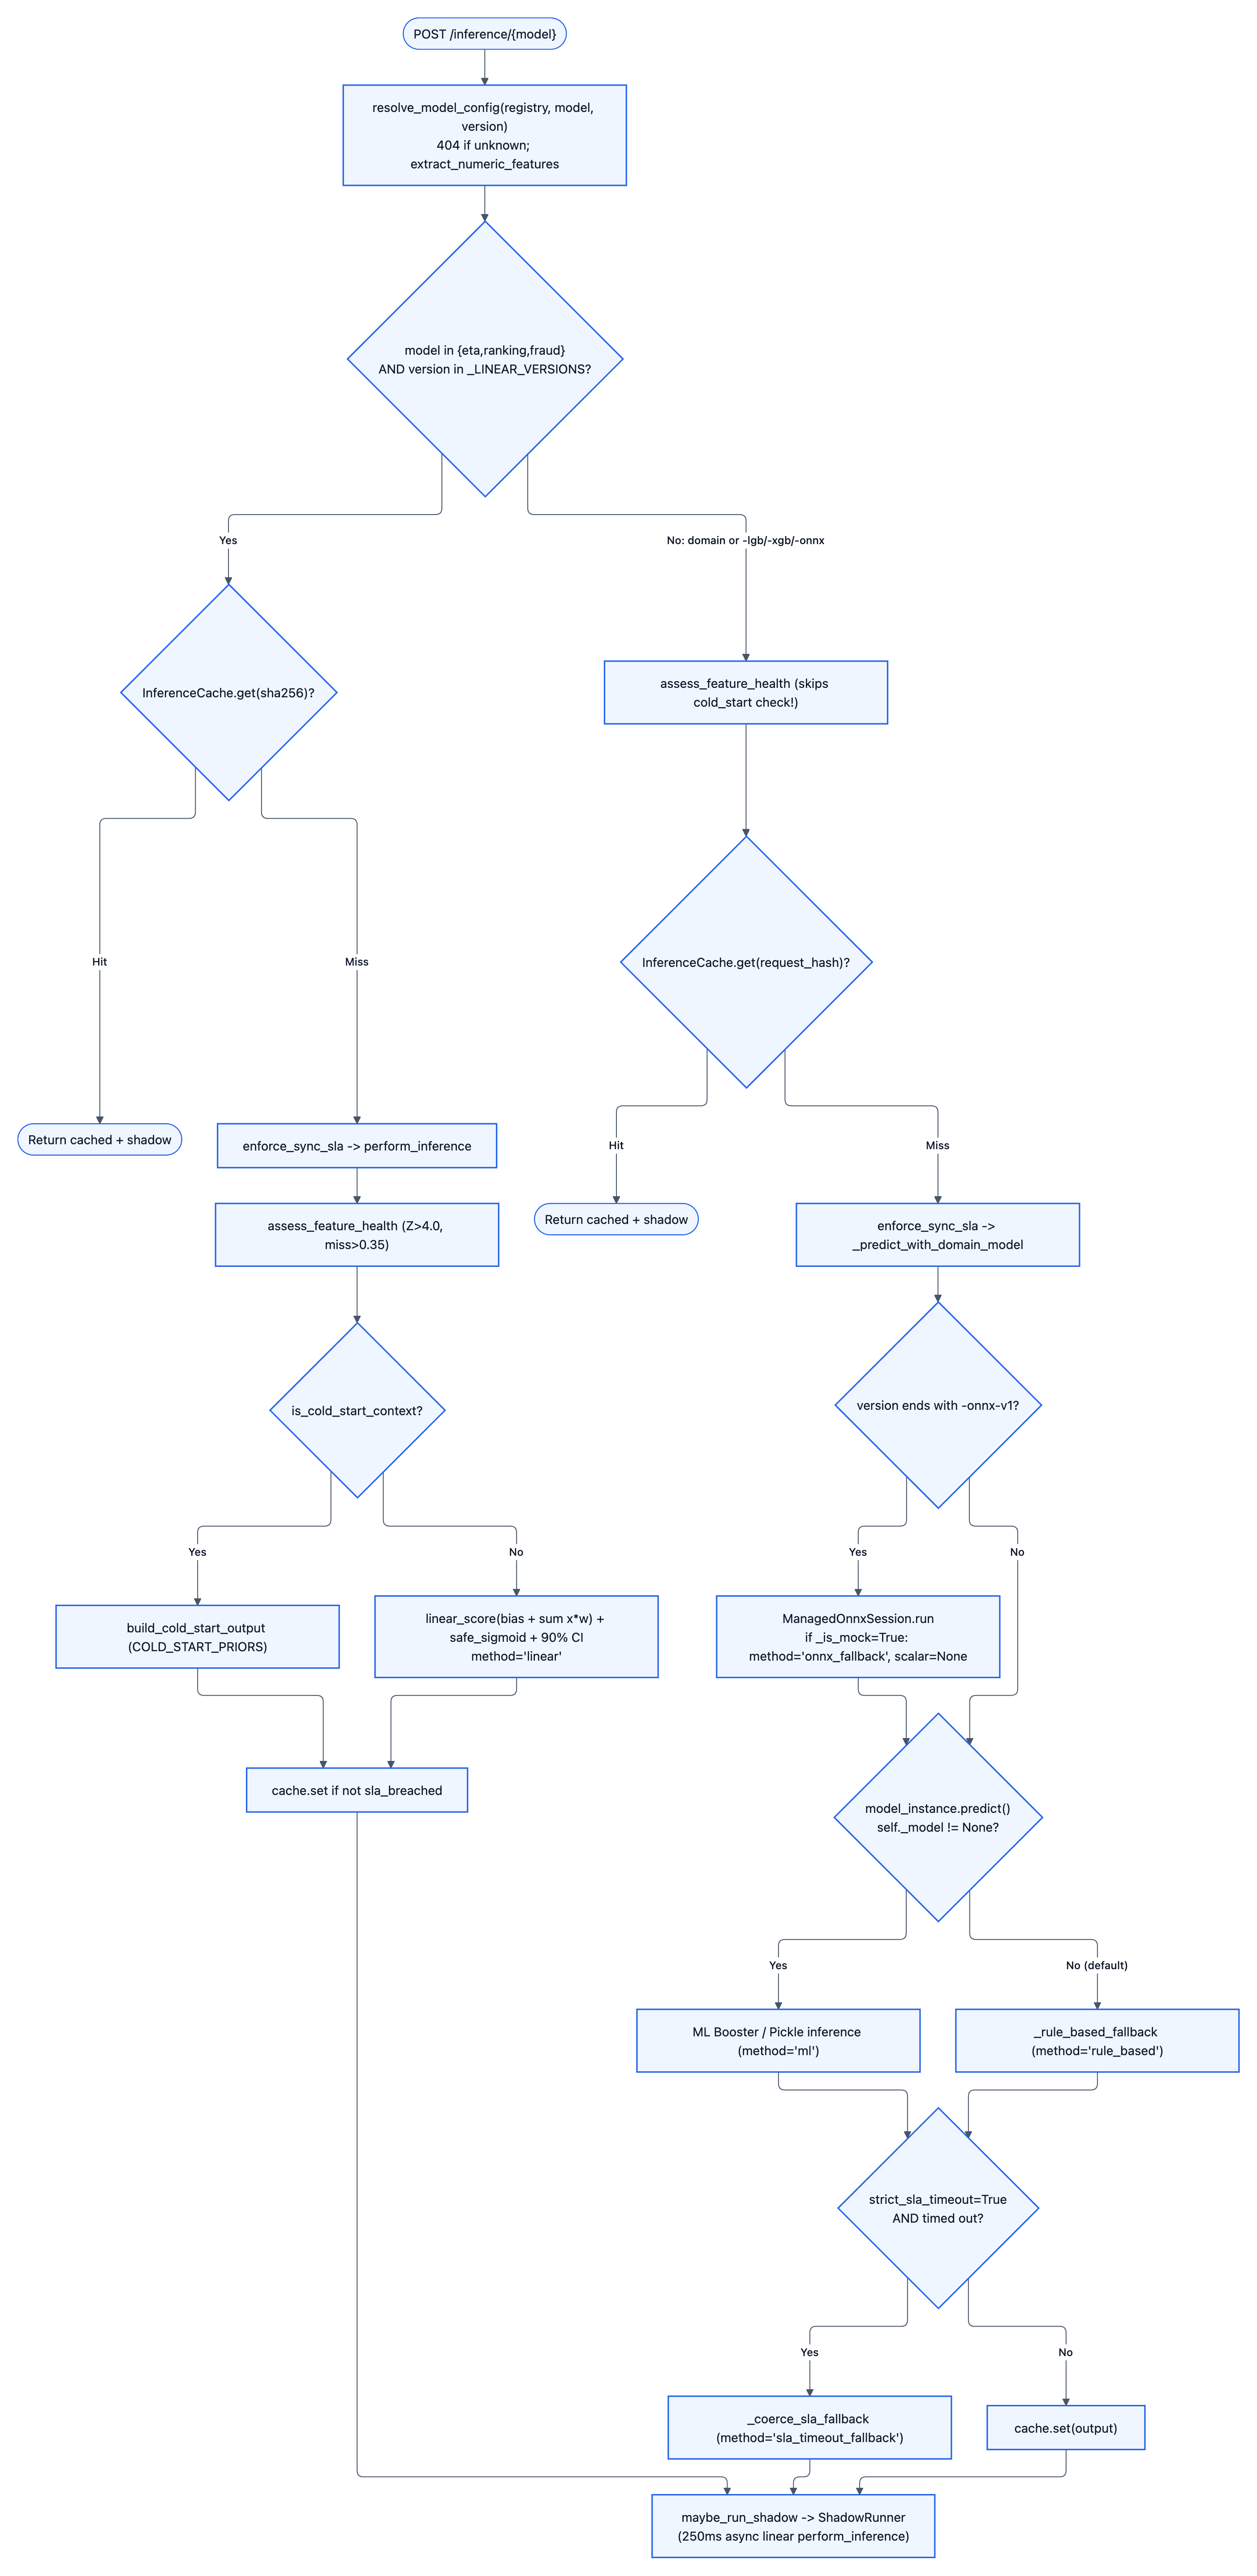 POST /inference/{model}
resolve_model_config(registry, model,
version)
404 if unknown;
extract_numeric_features
model in {eta,ranking,fraud}
AND version in _LINEAR_VERSIONS?
Yes
No: domain or -lgb/-xgb/-onnx
InferenceCache.get(sha256)?
assess_feature_health (skips
cold_start check!)
Hit
Miss
InferenceCache.get(request_hash)?
Return cached + shadow
enforce_sync_sla -> perform_inference
Hit
Miss
assess_feature_health (Z>4.0,
miss>0.35)
Return cached + shadow
enforce_sync_sla ->
_predict_with_domain_model
is_cold_start_context?
version ends with -onnx-v1?
Yes
No
Yes
No
build_cold_start_output
(COLD_START_PRIORS)
linear_score(bias + sum x*w) +
safe_sigmoid + 90% CI
method='linear'
ManagedOnnxSession.run
if _is_mock=True:
method='onnx_fallback', scalar=None
cache.set if not sla_breached
model_instance.predict()
self._model != None?
Yes
No (default)
ML Booster / Pickle inference
(method='ml')
_rule_based_fallback
(method='rule_based')
strict_sla_timeout=True
AND timed out?
Yes
No
_coerce_sla_fallback
(method='sla_timeout_fallback')
cache.set(output)
maybe_run_shadow -> ShadowRunner
(250ms async linear perform_inference)